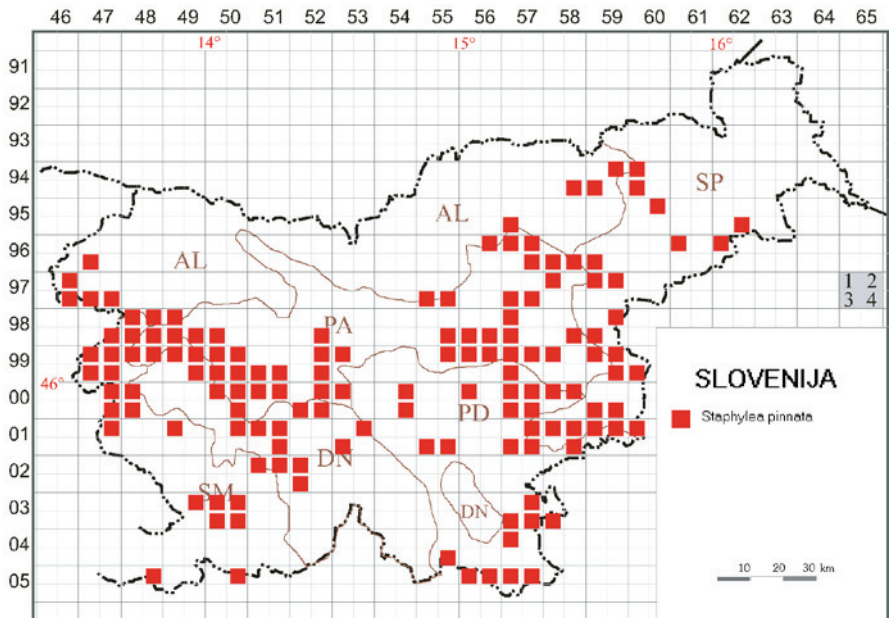 46 47 48 49 50 51 52 53 54 55 56 57 58 59 60 61 62 63 64 65
14° 15° 16°
91
92
93
94
SP
95
AL
96
AL
97
1 2
3 4
98
PA
99
46°
SLOVENIJA
00
Staphylea pinnata
PD
01
DN
02
SM
03
DN
04
10 20 30 km
05